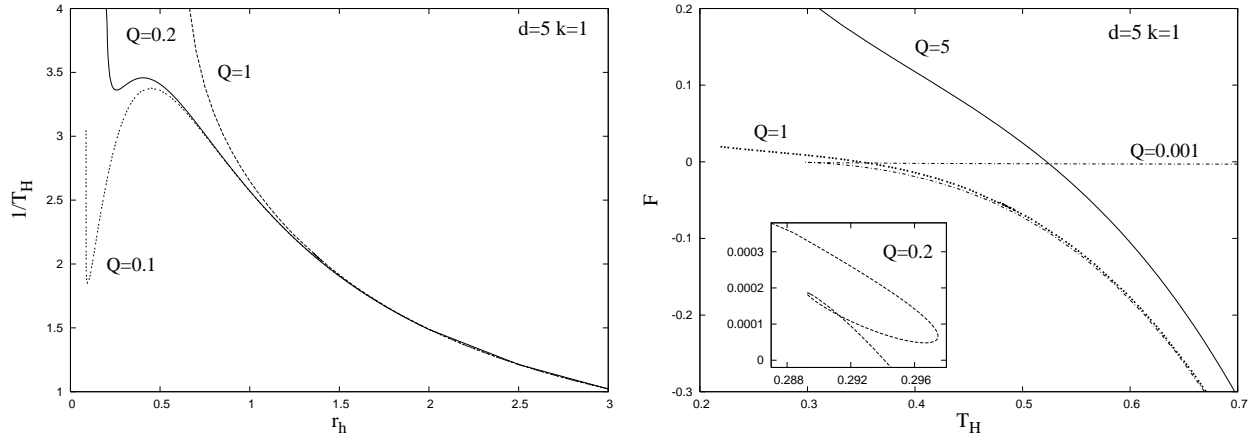 4
3.5
3
2.5
2
1.5
1
1/T_H
0
0.5
1
1.5
2
2.5
3
r_h
d=5 k=1
Q=0.2
Q=1
Q=0.1
0.2
0.1
0
-0.1
-0.2
-0.3
F
0.2
0.3
0.4
0.5
0.6
0.7
T_H
d=5 k=1
Q=5
Q=1
Q=0.001
Q=0.2
0.0003
0.0002
0.0001
0
0.288
0.292
0.296